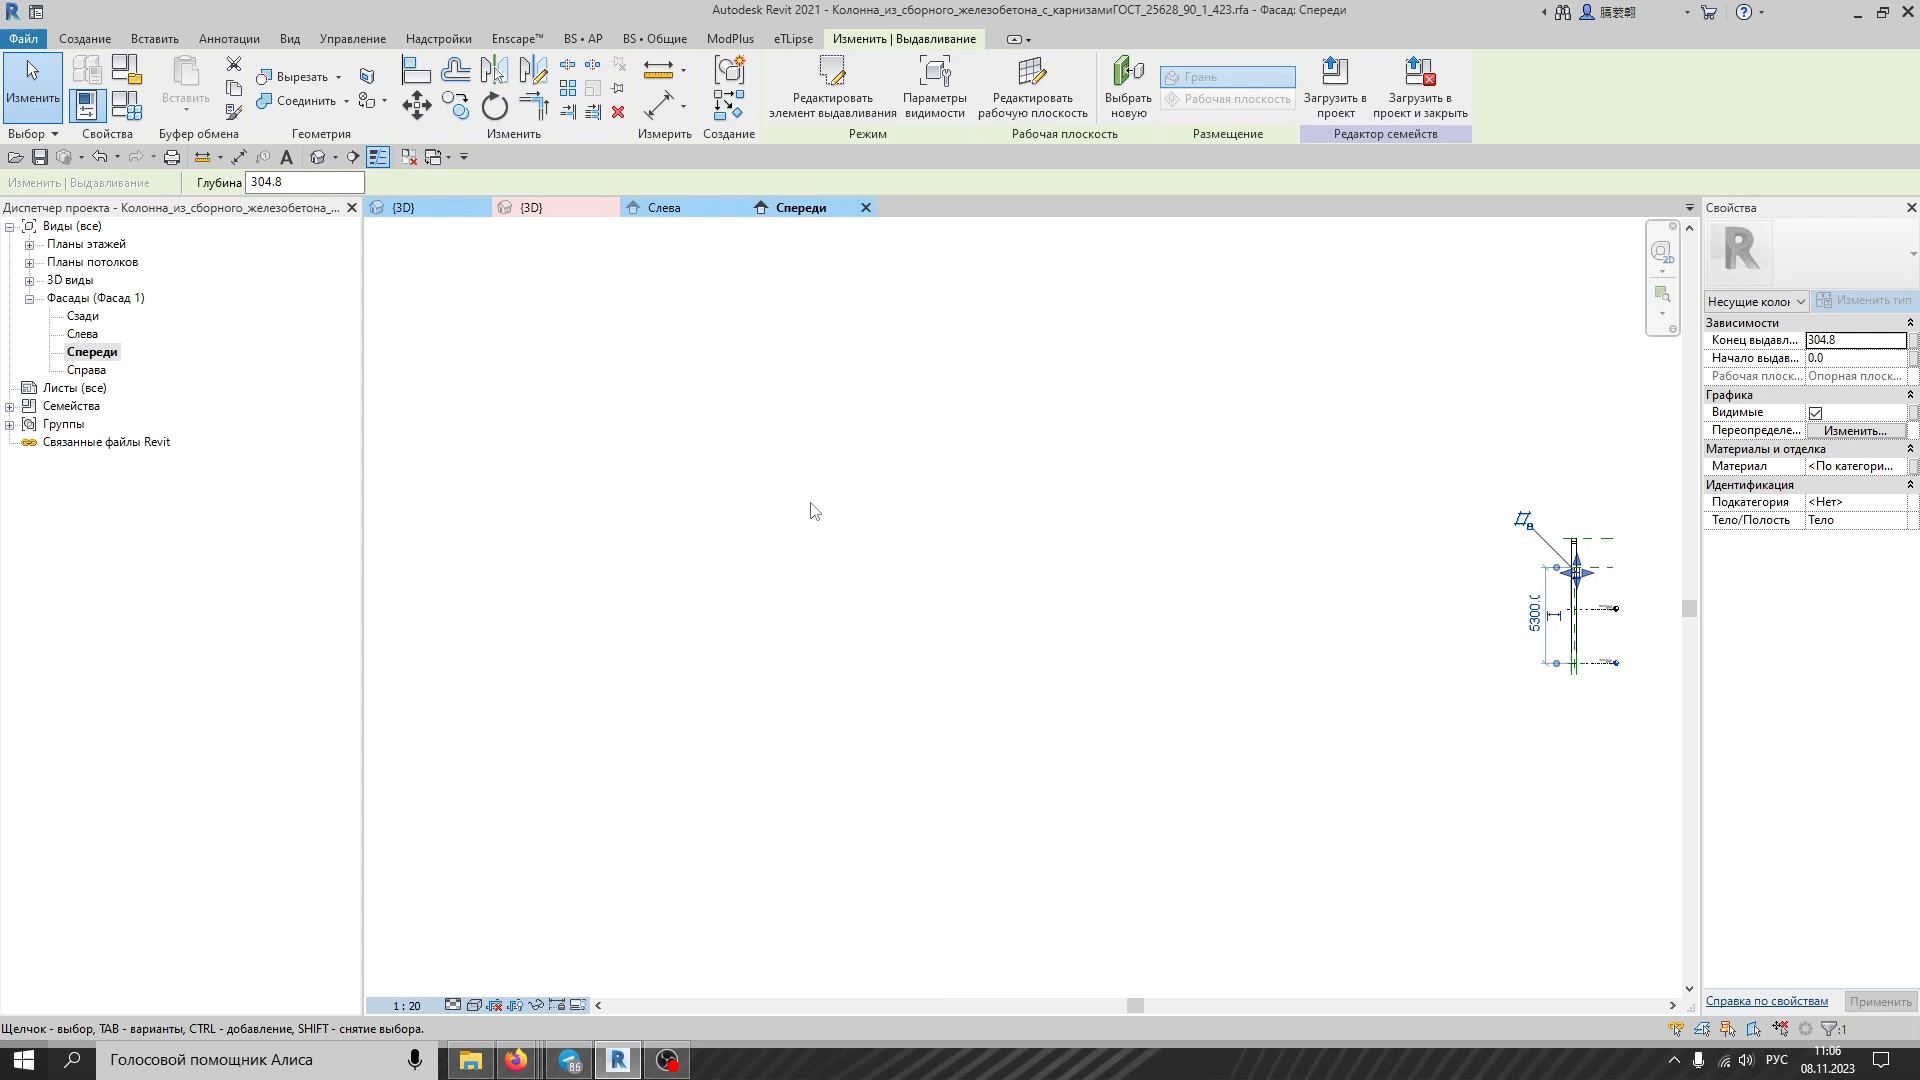 Autodesk Revit 2021 - Колонна_из_сборного_железобетона_с_карнизамиГОСТ_25628_90_1_423.rfa - Фасад: Спереди
Файл Создание Вставить Аннотации Вид Управление Надстройки Enscape™ BS • АР BS • Общие ModPlus eTLipse Изменить | Выдавливание
Изменить
Вставить
Вырезать
Соединить
Редактировать элемент выдавливания
Параметры видимости
Редактировать рабочую плоскость
Выбрать новую
Грань
Рабочая плоскость
Загрузить в проект
Загрузить в проект и закрыть
Выбор Свойства Буфер обмена Геометрия Изменить Измерить Создание Режим Рабочая плоскость Размещение Редактор семейств
Изменить | Выдавливание Глубина 304.8
Диспетчер проекта - Колонна_из_сборного_железобетона_...
{3D} {3D} Слева Спереди
Виды (все)
Планы этажей
Планы потолков
3D виды
Фасады (Фасад 1)
Сзади
Слева
Спереди
Справа
Листы (все)
Семейства
Группы
Связанные файлы Revit
2D
5300.0
Свойства
Несущие колон
Изменить тип
Зависимости
Конец выдавл... 304.8
Начало выдав... 0.0
Рабочая плоск... Опорная плоск...
Графика
Видимые
Переопределе... Изменить...
Материалы и отделка
Материал <По категори...
Идентификация
Подкатегория <Нет>
Тело/Полость Тело
Справка по свойствам Применить
1 : 20
Щелчок - выбор, TAB - варианты, CTRL - добавление, SHIFT - снятие выбора.
:1
Голосовой помощник Алиса
86
РУС
11:06
08.11.2023